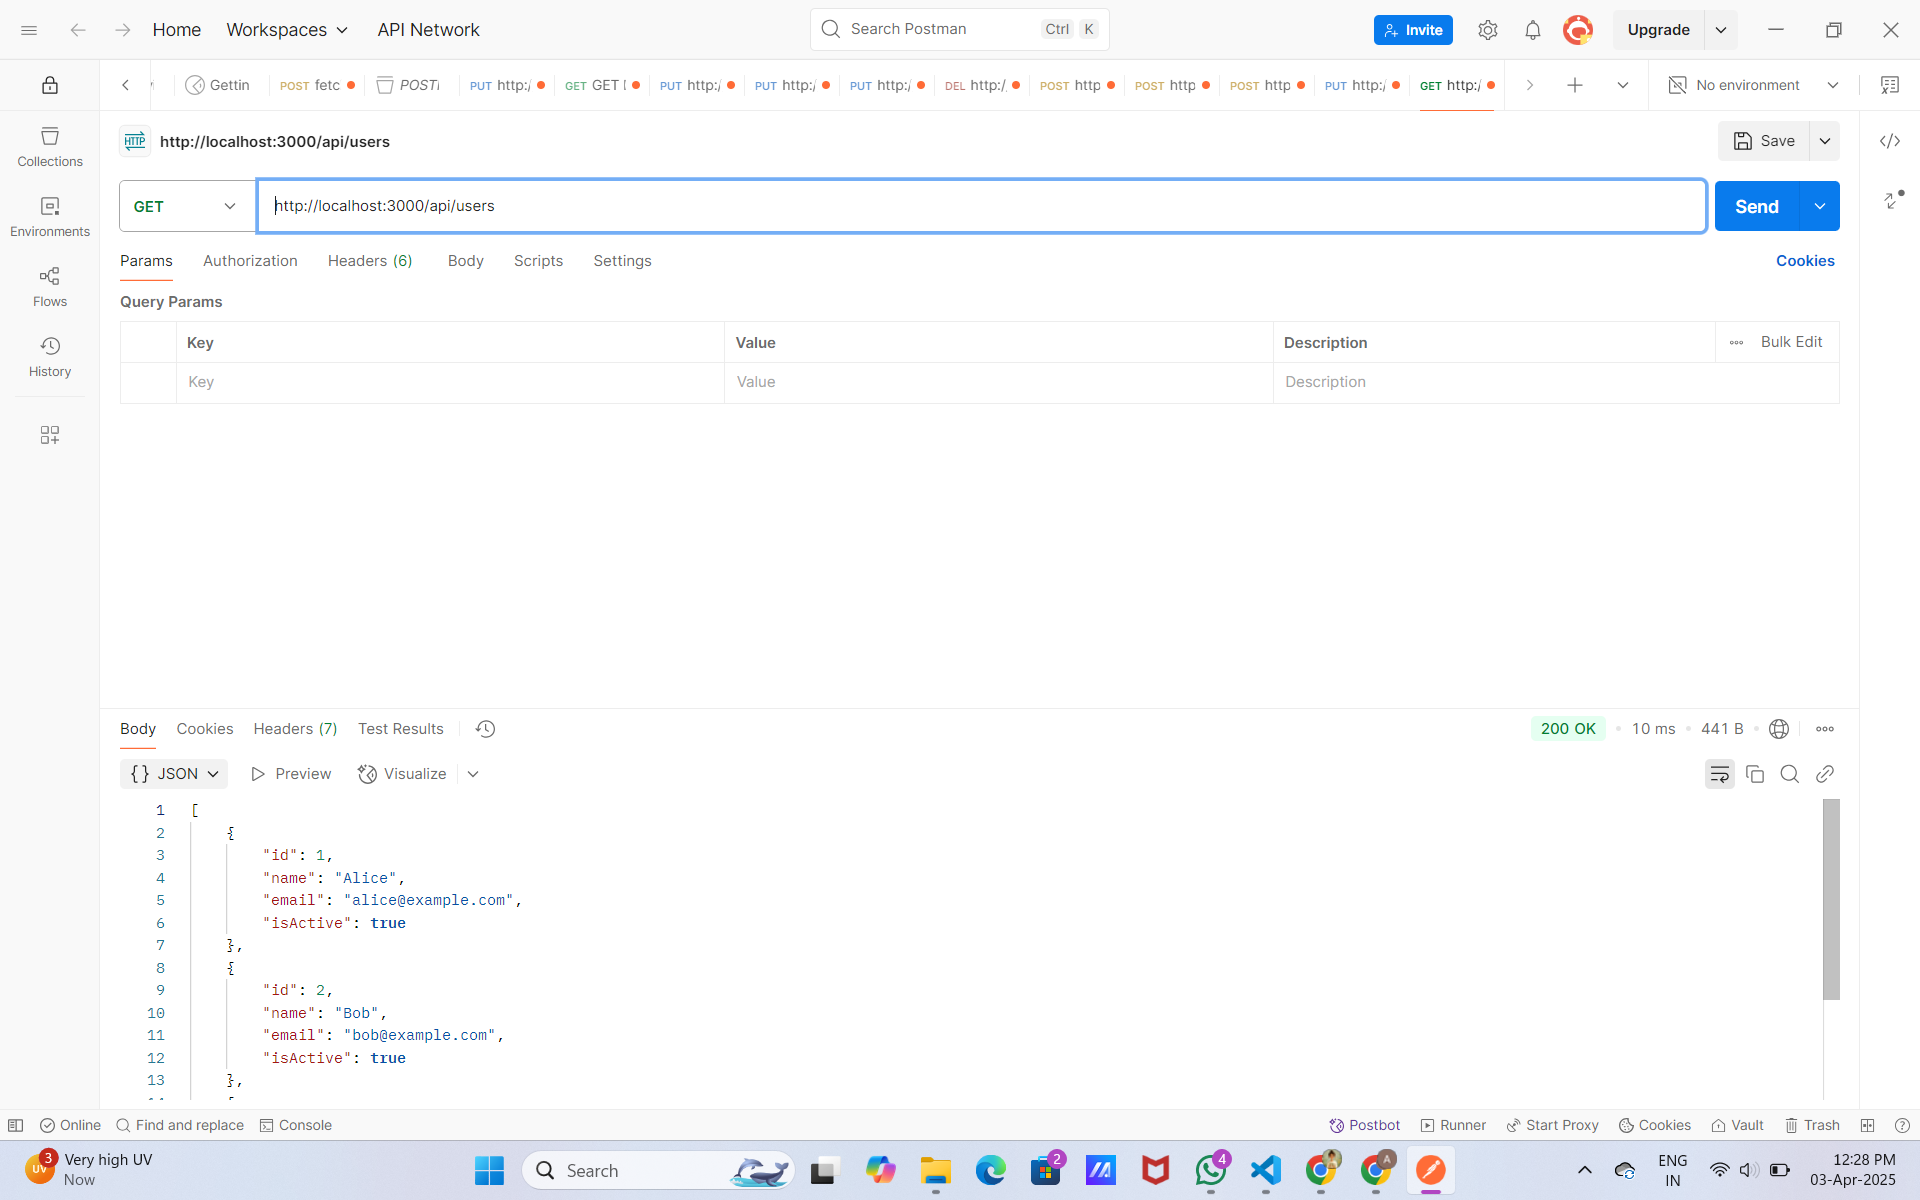 Home Workspaces API Network Search Postman Ctrl K Invite Upgrade
Gettin POST fetc POST PUT http:/ GET GET PUT http:/ PUT http:/ PUT http:/ DEL http:/ POST http POST http POST http PUT http:/ GET http:/ No environment
HTTP http://localhost:3000/api/users Save
GET http://localhost:3000/api/users Send
Params Authorization Headers (6) Body Scripts Settings Cookies
Query Params
Key Value Description Bulk Edit
Key Value Description
Collections
Environments
Flows
History
Body Cookies Headers (7) Test Results 200 OK 10 ms 441 B
{} JSON Preview Visualize
1 [
2 {
3 "id": 1,
4 "name": "Alice",
5 "email": "alice@example.com",
6 "isActive": true
7 },
8 {
9 "id": 2,
10 "name": "Bob",
11 "email": "bob@example.com",
12 "isActive": true
13 },
Online Find and replace Console Postbot Runner Start Proxy Cookies Vault Trash
UV 3 Very high UV
Now
Search 2 4 A
ENG
IN
12:28 PM
03-Apr-2025